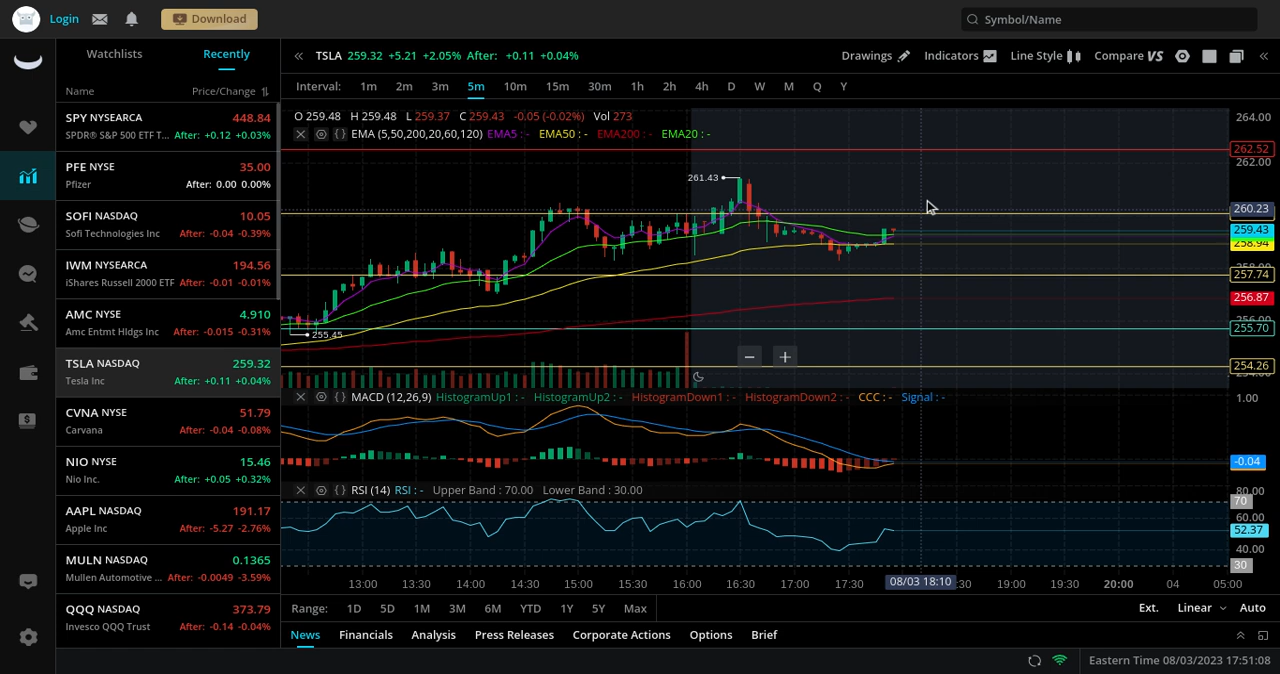 Login
Download
Symbol/Name
Watchlists
Recently
Name
Price/Change
SPY NYSEARCA
448.84
SPDR® S&P 500 ETF T... After: +0.12 +0.03%
PFE NYSE
35.00
Pfizer
After: 0.00 0.00%
SOFI NASDAQ
10.05
Sofi Technologies Inc
After: -0.04 -0.39%
IWM NYSEARCA
194.56
iShares Russell 2000 ETF After: -0.01 -0.01%
AMC NYSE
4.910
Amc Entmt Hldgs Inc
After: -0.015 -0.31%
TSLA NASDAQ
259.32
Tesla Inc
After: +0.11 +0.04%
CVNA NYSE
51.79
Carvana
After: -0.04 -0.08%
NIO NYSE
15.46
Nio Inc.
After: +0.05 +0.32%
AAPL NASDAQ
191.17
Apple Inc
After: -5.27 -2.76%
MULN NASDAQ
0.1365
Mullen Automotive ...
After: -0.0049 -3.59%
QQQ NASDAQ
373.79
Invesco QQQ Trust
After: -0.14 -0.04%
TSLA 259.32 +5.21 +2.05% After: +0.11 +0.04%
Drawings
Indicators
Line Style
Compare VS
Interval: 1m 2m 3m 5m 10m 15m 30m 1h 2h 4h D W M Q Y
O 259.48 H 259.48 L 259.37 C 259.43 -0.05 (-0.02%) Vol 273
EMA (5,50,200,20,60,120) EMA5 : - EMA50 : - EMA200 : - EMA20 : -
264.00
262.52
262.00
261.43
260.23
259.43
258.94
257.74
256.87
255.70
255.45
254.26
MACD (12,26,9) HistogramUp1 : - HistogramUp2 : - HistogramDown1 : - HistogramDown2 : - CCC : - Signal : -
1.00
-0.04
RSI (14) RSI : - Upper Band : 70.00 Lower Band : 30.00
80.00
70
60.00
52.37
40.00
30
13:00 13:30 14:00 14:30 15:00 15:30 16:00 16:30 17:00 17:30 08/03 18:10 :30 19:00 19:30 20:00 04 05:00
Range: 1D 5D 1M 3M 6M YTD 1Y 5Y Max
Ext. Linear Auto
News Financials Analysis Press Releases Corporate Actions Options Brief
Eastern Time 08/03/2023 17:51:08